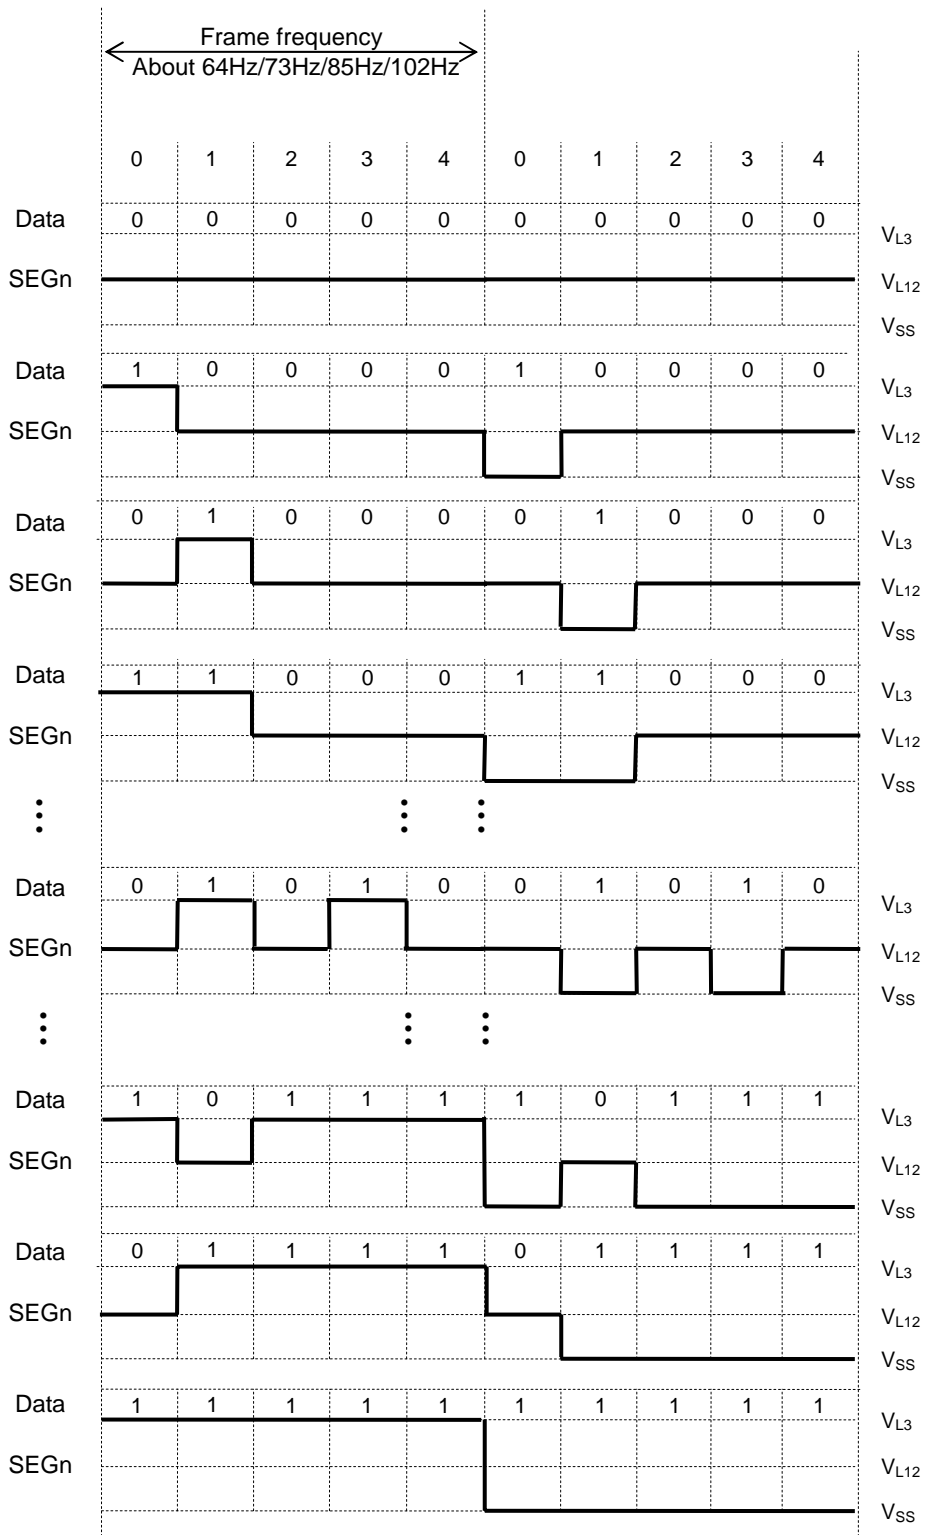 Frame frequency
About 64Hz/73Hz/85Hz/102Hz
0 1 2 3 4 0 1 2 3 4
Data 0 0 0 0 0 0 0 0 0 0
VL3
SEGn VL12
VSS
Data 1 0 0 0 0 1 0 0 0 0
VL3
SEGn VL12
VSS
Data 0 1 0 0 0 0 1 0 0 0
VL3
SEGn VL12
VSS
Data 1 1 0 0 0 1 1 0 0 0
VL3
SEGn VL12
VSS
Data 0 1 0 1 0 0 1 0 1 0
VL3
SEGn VL12
VSS
Data 1 0 1 1 1 1 0 1 1 1
VL3
SEGn VL12
VSS
Data 0 1 1 1 1 0 1 1 1 1
VL3
SEGn VL12
VSS
Data 1 1 1 1 1 1 1 1 1 1
VL3
SEGn VL12
VSS